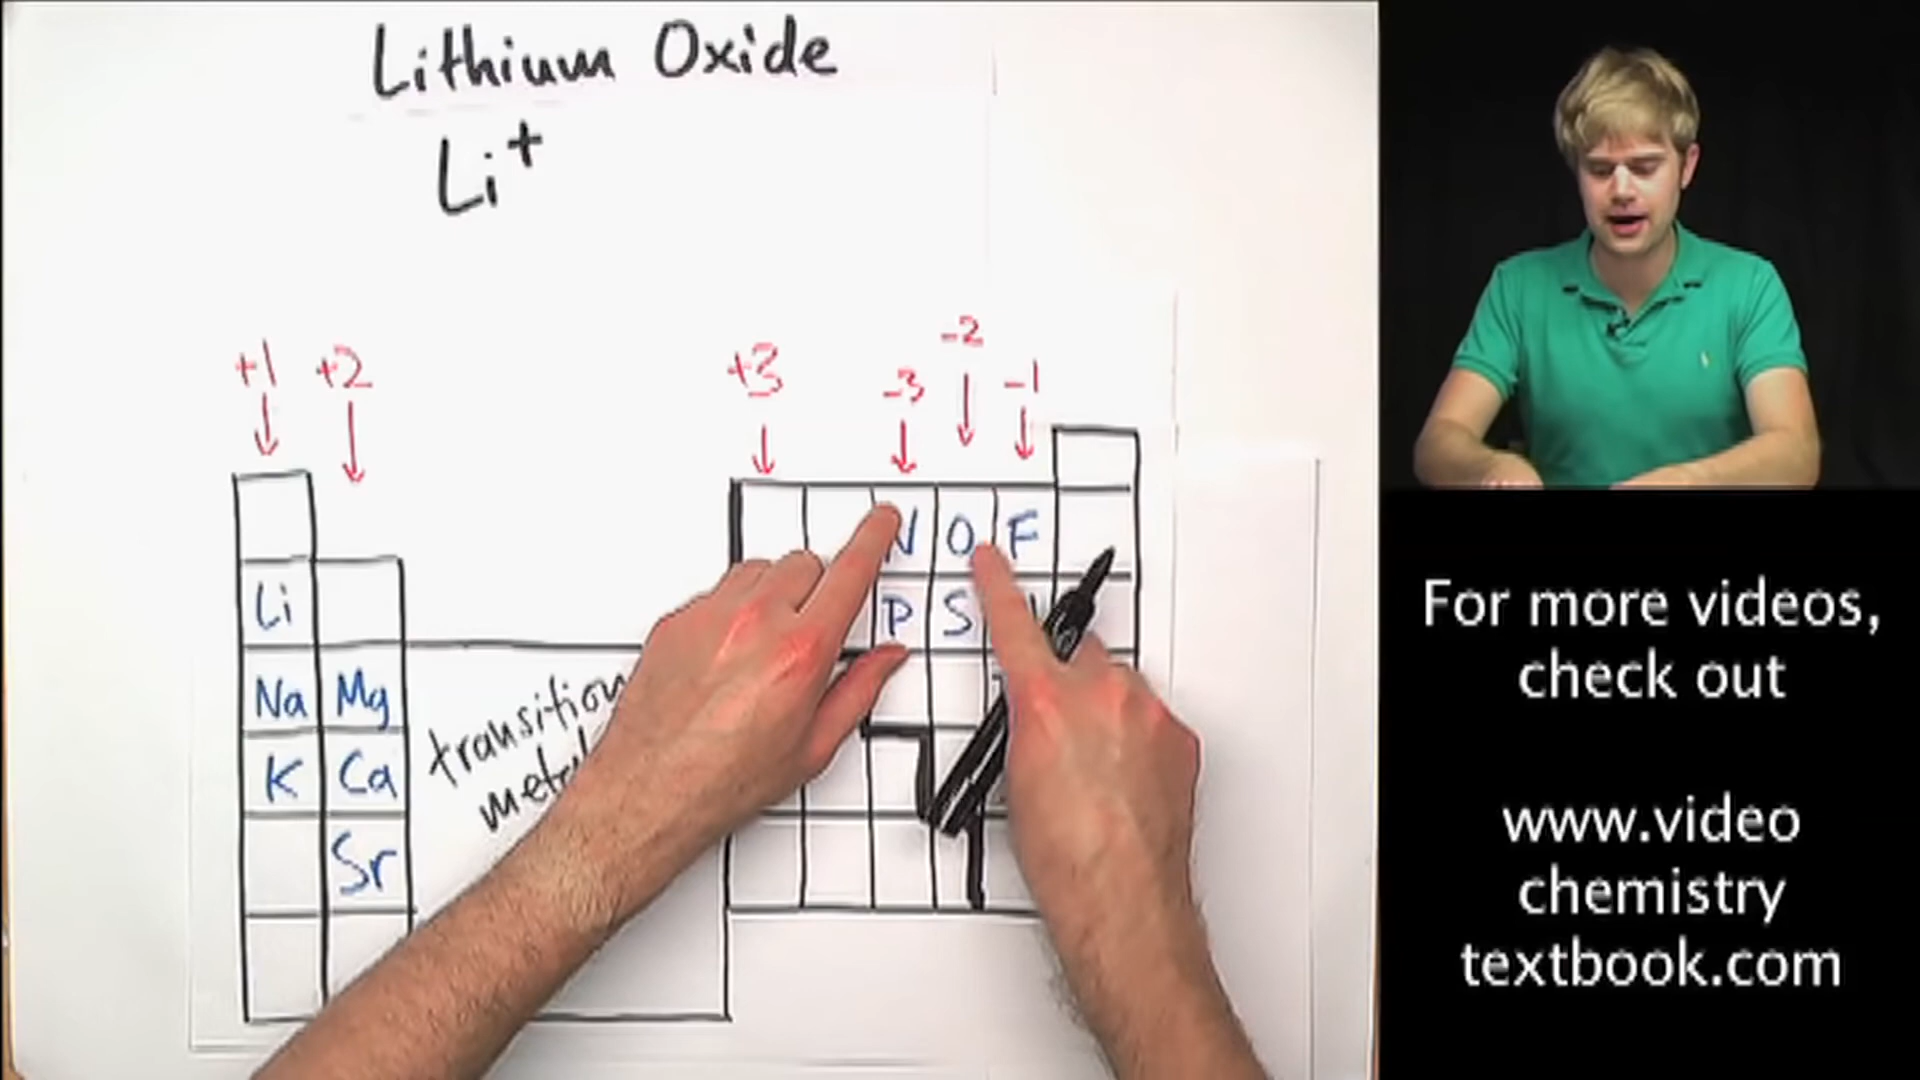 Lithium Oxide
Li⁺
+1 +2 +3 -3 -2 -1
N O F
Li P S
Na Mg
K Ca
Sr
transition
For more videos,
check out
www.video
chemistry
textbook.com